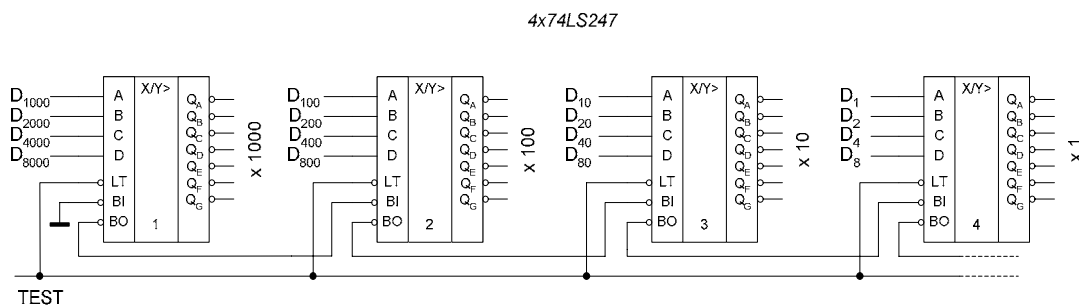 4x74LS247
D1000 A X/Y> QA
D2000 B QB
D4000 C QC
D8000 D QD
QE
LT QF
BI QG
BO 1
x 1000
D100 A X/Y> QA
D200 B QB
D400 C QC
D800 D QD
QE
LT QF
BI QG
BO 2
x 100
D10 A X/Y> QA
D20 B QB
D40 C QC
D80 D QD
QE
LT QF
BI QG
BO 3
x 10
D1 A X/Y> QA
D2 B QB
D4 C QC
D8 D QD
QE
LT QF
BI QG
BO 4
x 1
TEST